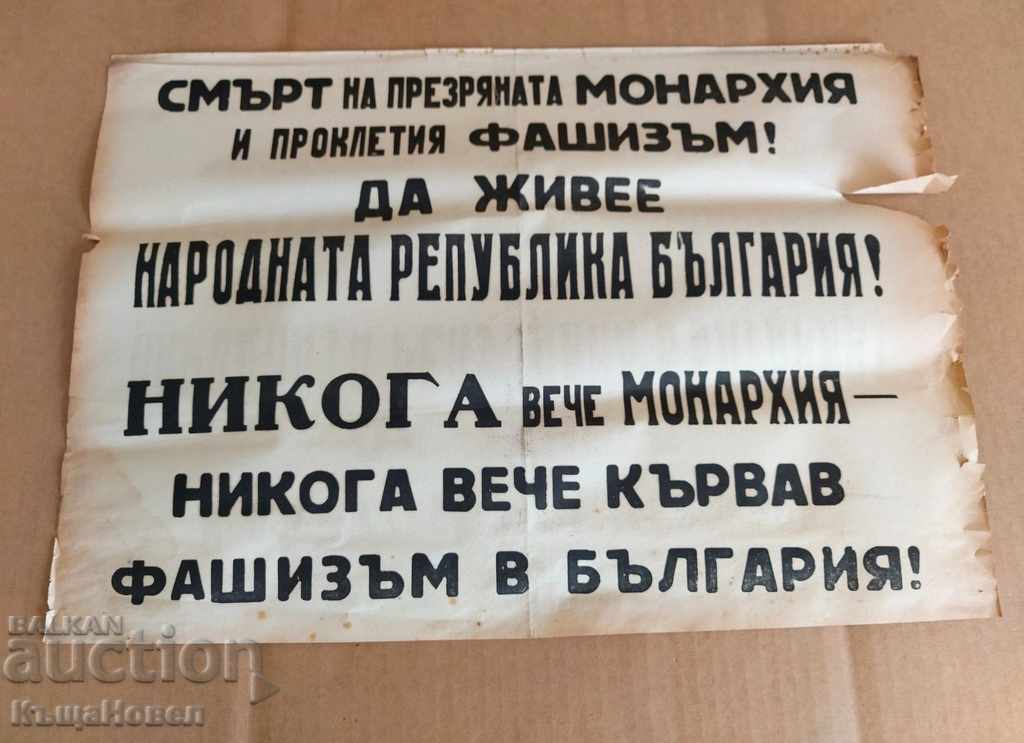 СМЪРТ НА ПРЕЗРЯНАТА МОНАРХИЯ
И ПРОКЛЕТИЯ ФАШИЗЪМ!
ДА ЖИВЕЕ
НАРОДНАТА РЕПУБЛИКА БЪЛГАРИЯ!
НИКОГА ВЕЧЕ МОНАРХИЯ —
НИКОГА ВЕЧЕ КЪРВАВ
ФАШИЗЪМ В БЪЛГАРИЯ!
BALKAN
auction
КъщаНовел